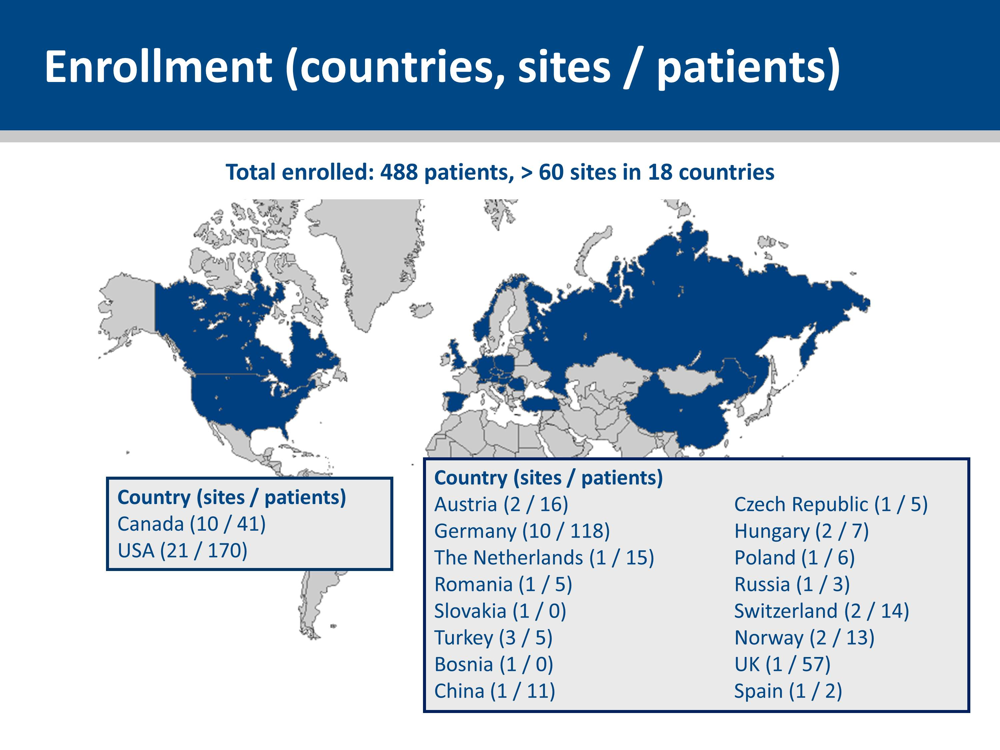 Enrollment (countries, sites / patients)
Total enrolled: 488 patients, > 60 sites in 18 countries
Country (sites / patients)
Canada (10 / 41)
USA (21 / 170)
Country (sites / patients)
Austria (2 / 16)
Germany (10 / 118)
The Netherlands (1 / 15)
Romania (1 / 5)
Slovakia (1 / 0)
Turkey (3 / 5)
Bosnia (1 / 0)
China (1 / 11)
Czech Republic (1 / 5)
Hungary (2 / 7)
Poland (1 / 6)
Russia (1 / 3)
Switzerland (2 / 14)
Norway (2 / 13)
UK (1 / 57)
Spain (1 / 2)